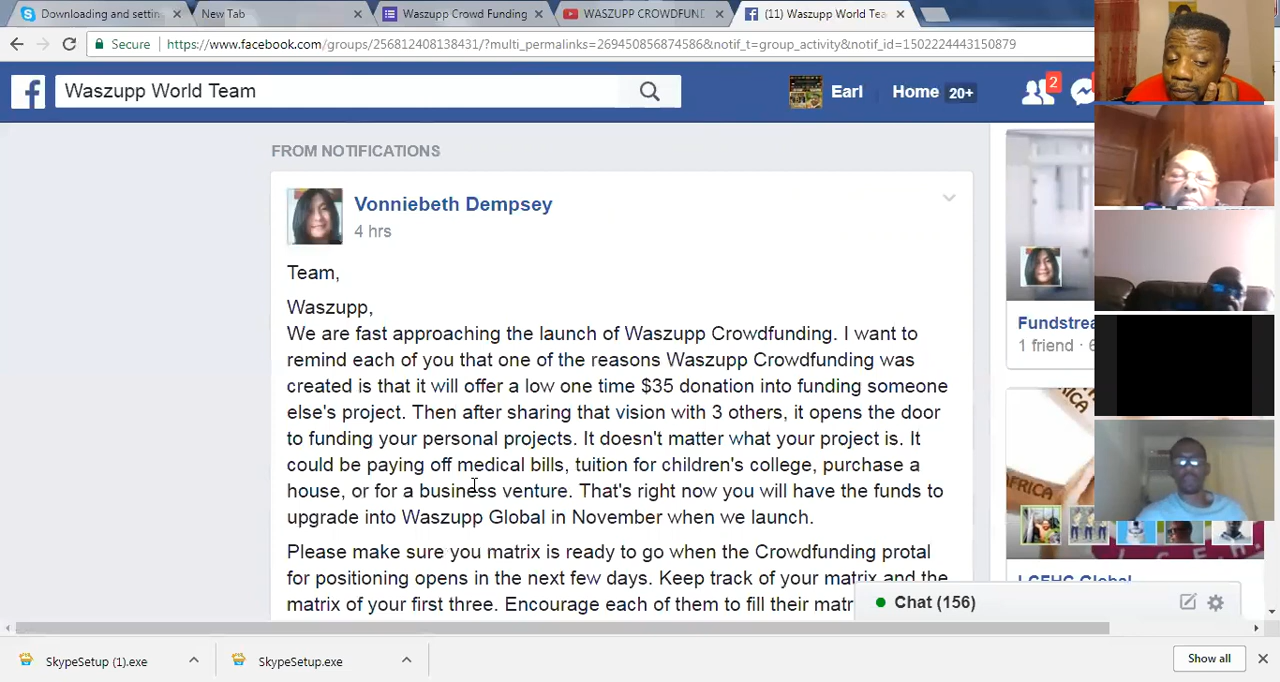 Downloading and settin
New Tab
Waszupp Crowd Funding
WASZUPP CROWDFUN
(11) Waszupp World Tea
Secure
https://www.facebook.com/groups/256812408138431/?multi_permalinks=269450856874586&notif_t=group_activity&notif_id=1502224443150879
Waszupp World Team
Earl
Home 20+
2
FROM NOTIFICATIONS
Vonniebeth Dempsey
4 hrs
Team,
Waszupp,
We are fast approaching the launch of Waszupp Crowdfunding. I want to
remind each of you that one of the reasons Waszupp Crowdfunding was
created is that it will offer a low one time $35 donation into funding someone
else's project. Then after sharing that vision with 3 others, it opens the door
to funding your personal projects. It doesn't matter what your project is. It
could be paying off medical bills, tuition for children's college, purchase a
house, or for a business venture. That's right now you will have the funds to
upgrade into Waszupp Global in November when we launch.
Please make sure you matrix is ready to go when the Crowdfunding protal
for positioning opens in the next few days. Keep track of your matrix and the
matrix of your first three. Encourage each of them to fill their matr
Fundstrea
1 friend · 6
AFRICA
LCEHC Global
Chat (156)
SkypeSetup (1).exe
SkypeSetup.exe
Show all